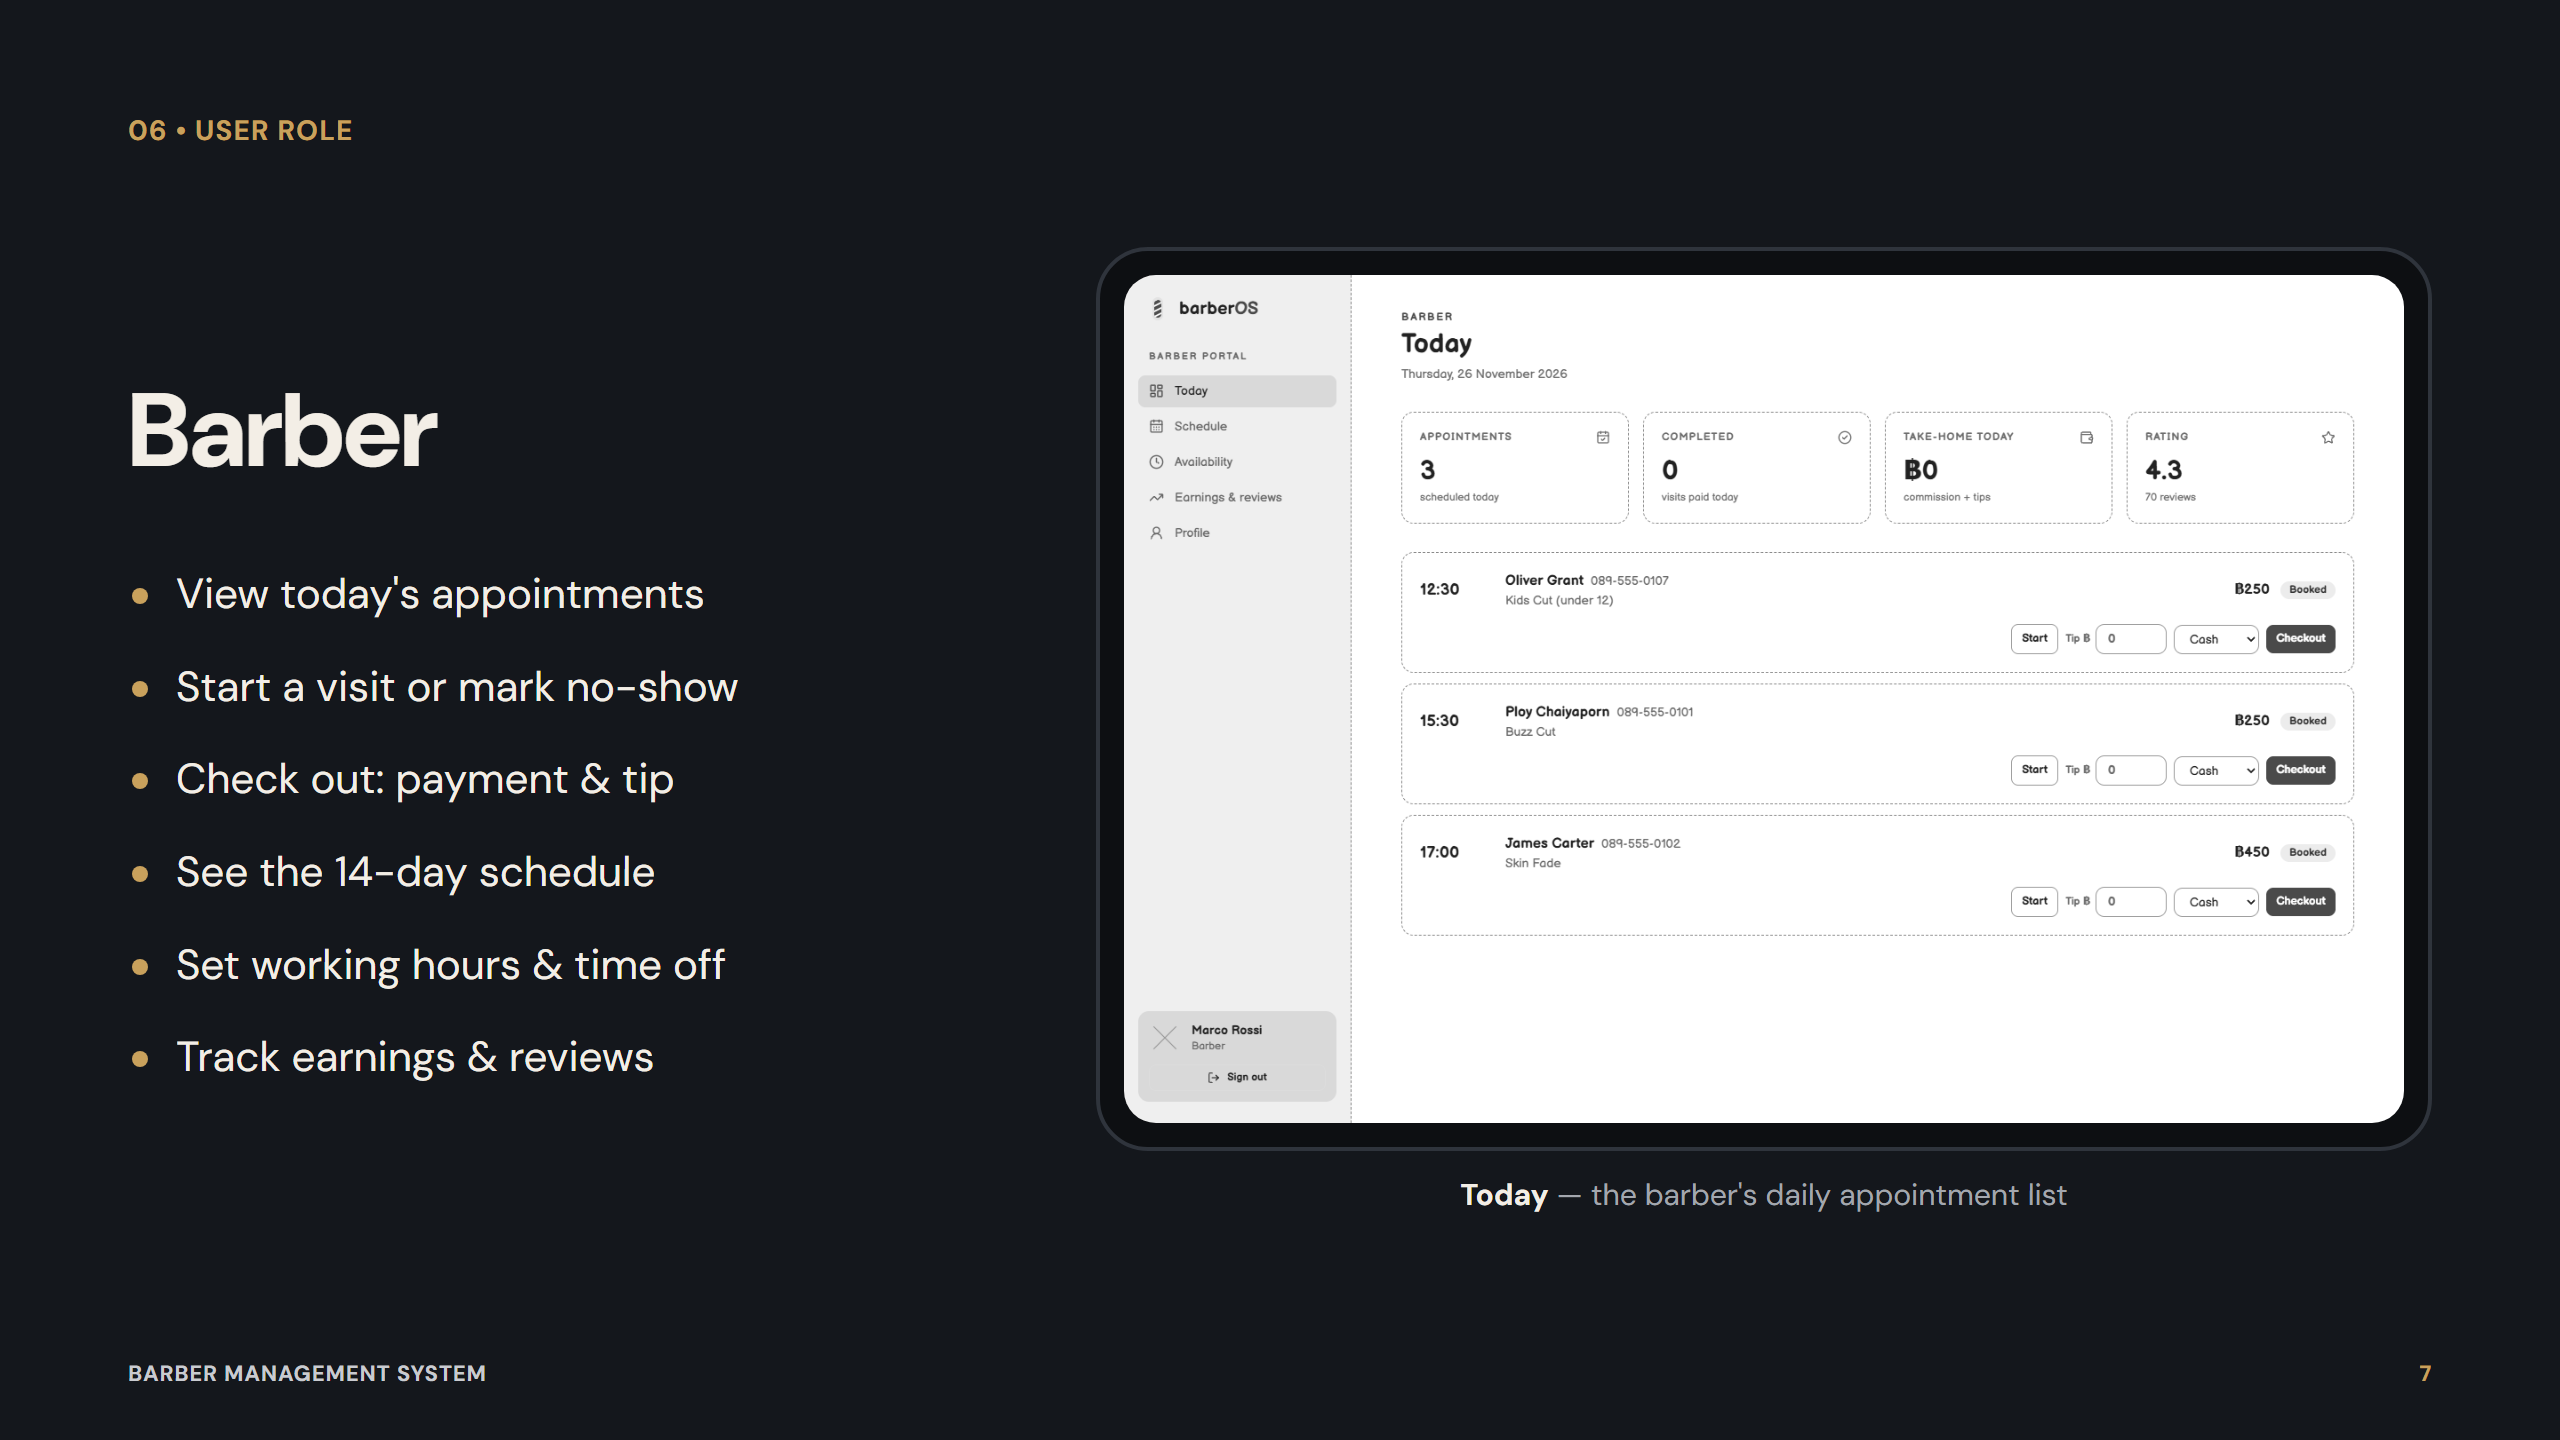 06 • USER ROLE
Barber
• View today's appointments
• Start a visit or mark no-show
• Check out: payment & tip
• See the 14-day schedule
• Set working hours & time off
• Track earnings & reviews
barberOS
BARBER PORTAL
Today
Schedule
Availability
Earnings & reviews
Profile
Marco Rossi
Barber
Sign out
BARBER
Today
Thursday, 26 November 2026
APPOINTMENTS
3
scheduled today
COMPLETED
0
visits paid today
TAKE-HOME TODAY
฿0
commission + tips
RATING
4.3
70 reviews
12:30 Oliver Grant 089-555-0107 ฿250 Booked
Kids Cut (under 12)
Start Tip ฿ 0 Cash Checkout
15:30 Ploy Chaiyaporn 089-555-0101 ฿250 Booked
Buzz Cut
Start Tip ฿ 0 Cash Checkout
17:00 James Carter 089-555-0102 ฿450 Booked
Skin Fade
Start Tip ฿ 0 Cash Checkout
Today — the barber's daily appointment list
BARBER MANAGEMENT SYSTEM
7